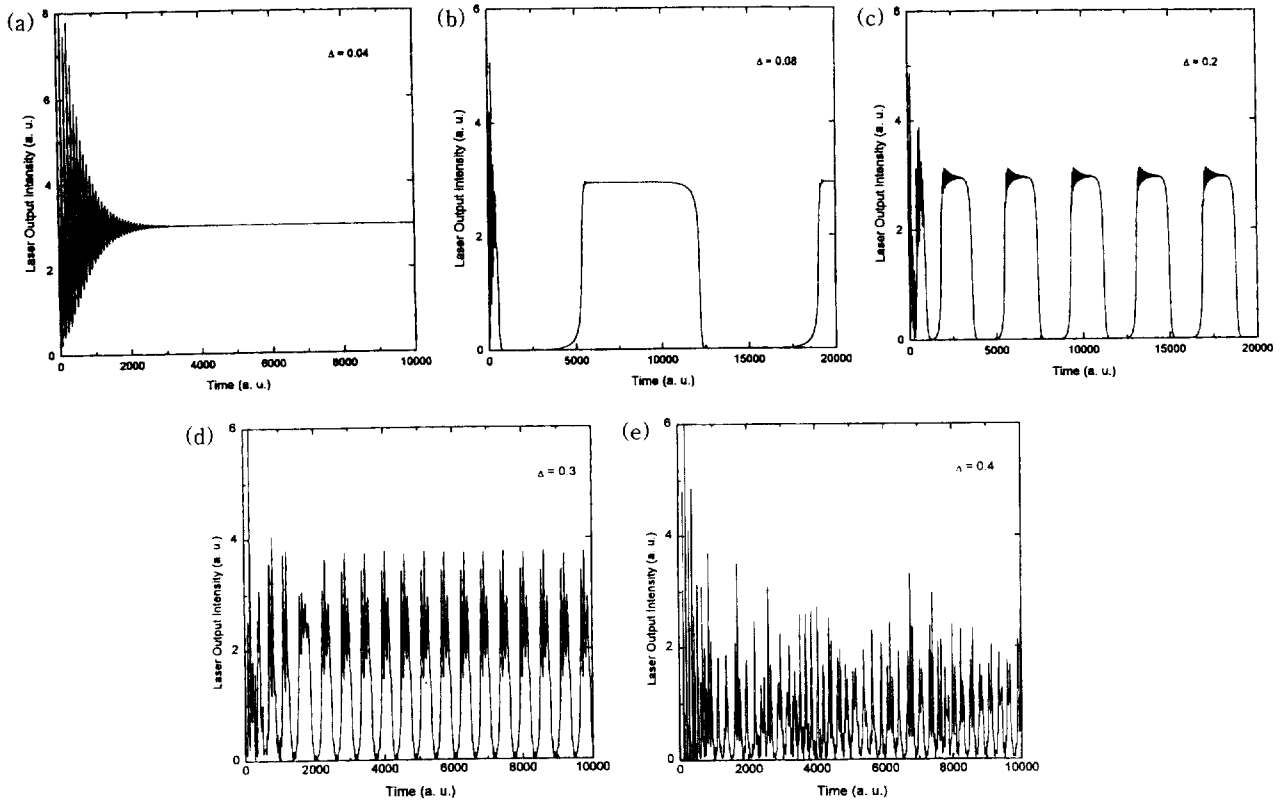 (a)
8
6
4
2
0
Laser Output Intensity (a. u.)
Δ = 0.04
0 2000 4000 6000 8000 10000
Time (a. u.)
(b)
6
4
2
0
Laser Output Intensity (a. u.)
Δ = 0.08
0 5000 10000 15000 20000
Time (a. u.)
(c)
6
4
2
0
Laser Output Intensity (a. u.)
Δ = 0.2
0 5000 10000 15000 20000
Time (a. u.)
(d)
6
4
2
0
Laser Output Intensity (a. u.)
Δ = 0.3
0 2000 4000 6000 8000 10000
Time (a. u.)
(e)
6
4
2
0
Laser Output Intensity (a. u.)
Δ = 0.4
0 2000 4000 6000 8000 10000
Time (a. u.)